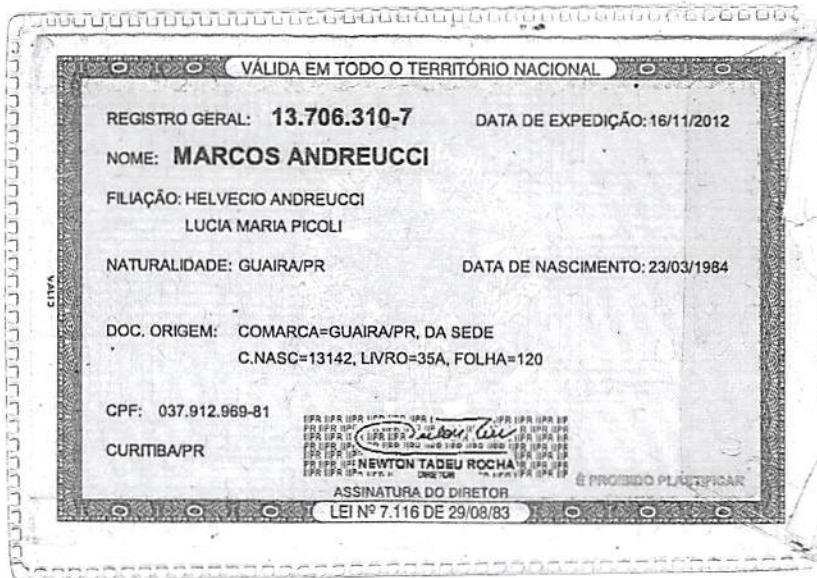 VÁLIDA EM TODO O TERRITÓRIO NACIONAL
REGISTRO GERAL: 13.706.310-7 DATA DE EXPEDIÇÃO: 16/11/2012
NOME: MARCOS ANDREUCCI
FILIAÇÃO: HELVECIO ANDREUCCI
LUCIA MARIA PICOLI
NATURALIDADE: GUAIRA/PR DATA DE NASCIMENTO: 23/03/1984
DOC. ORIGEM: COMARCA=GUAIRA/PR, DA SEDE
C.NASC=13142, LIVRO=35A, FOLHA=120
CPF: 037.912.969-81
CURITIBA/PR
NEWTON TADEU ROCHA
DIRETOR
É PROIBIDO PLASTIFICAR
ASSINATURA DO DIRETOR
LEI Nº 7.116 DE 29/08/83